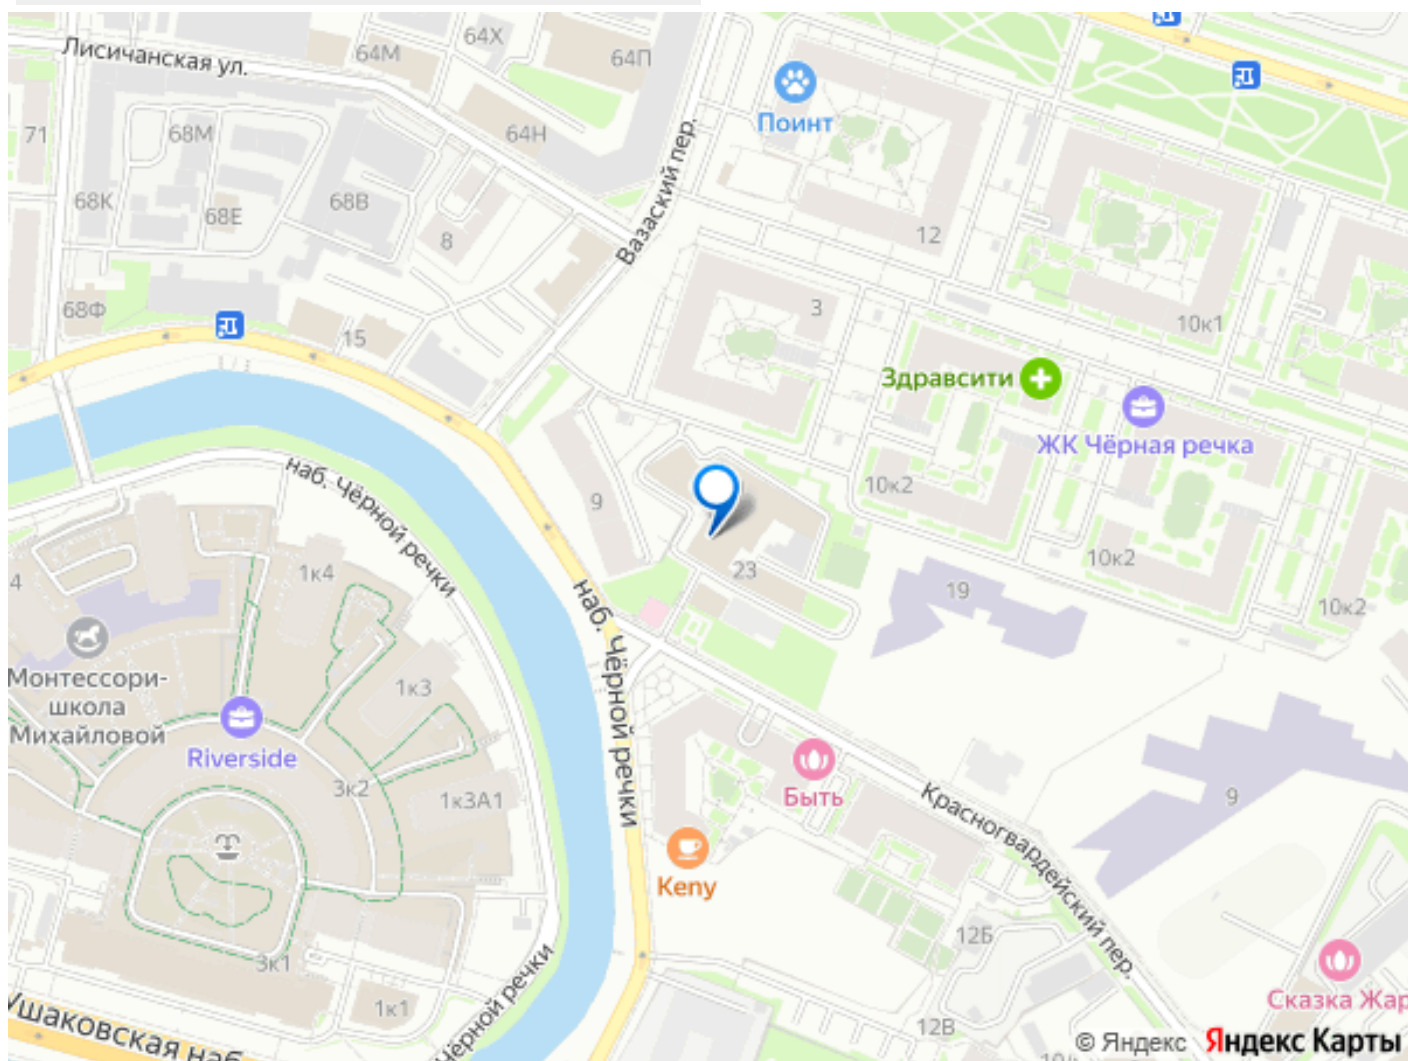 Лисичанская ул.
64М
64Х
64П
71
68М
64Н
Поинт
Вазаский пер.
68К
68Е
68В
8
12
68Ф
15
3
10к1
Здравсити
ЖК Чёрная речка
наб. Чёрной речки
9
10к2
23
10к2
19
10к2
4
1к4
наб. Чёрной речки
Монтессори-
школа
Михайловой
1к3
Riverside
3к2
1к3А1
Быть
Красногвардейский пер.
9
Keny
12Б
3к1
1к1
Чёрной речки
Ушаковская наб.
12В
Сказка Жар
© Яндекс Яндекс Карты